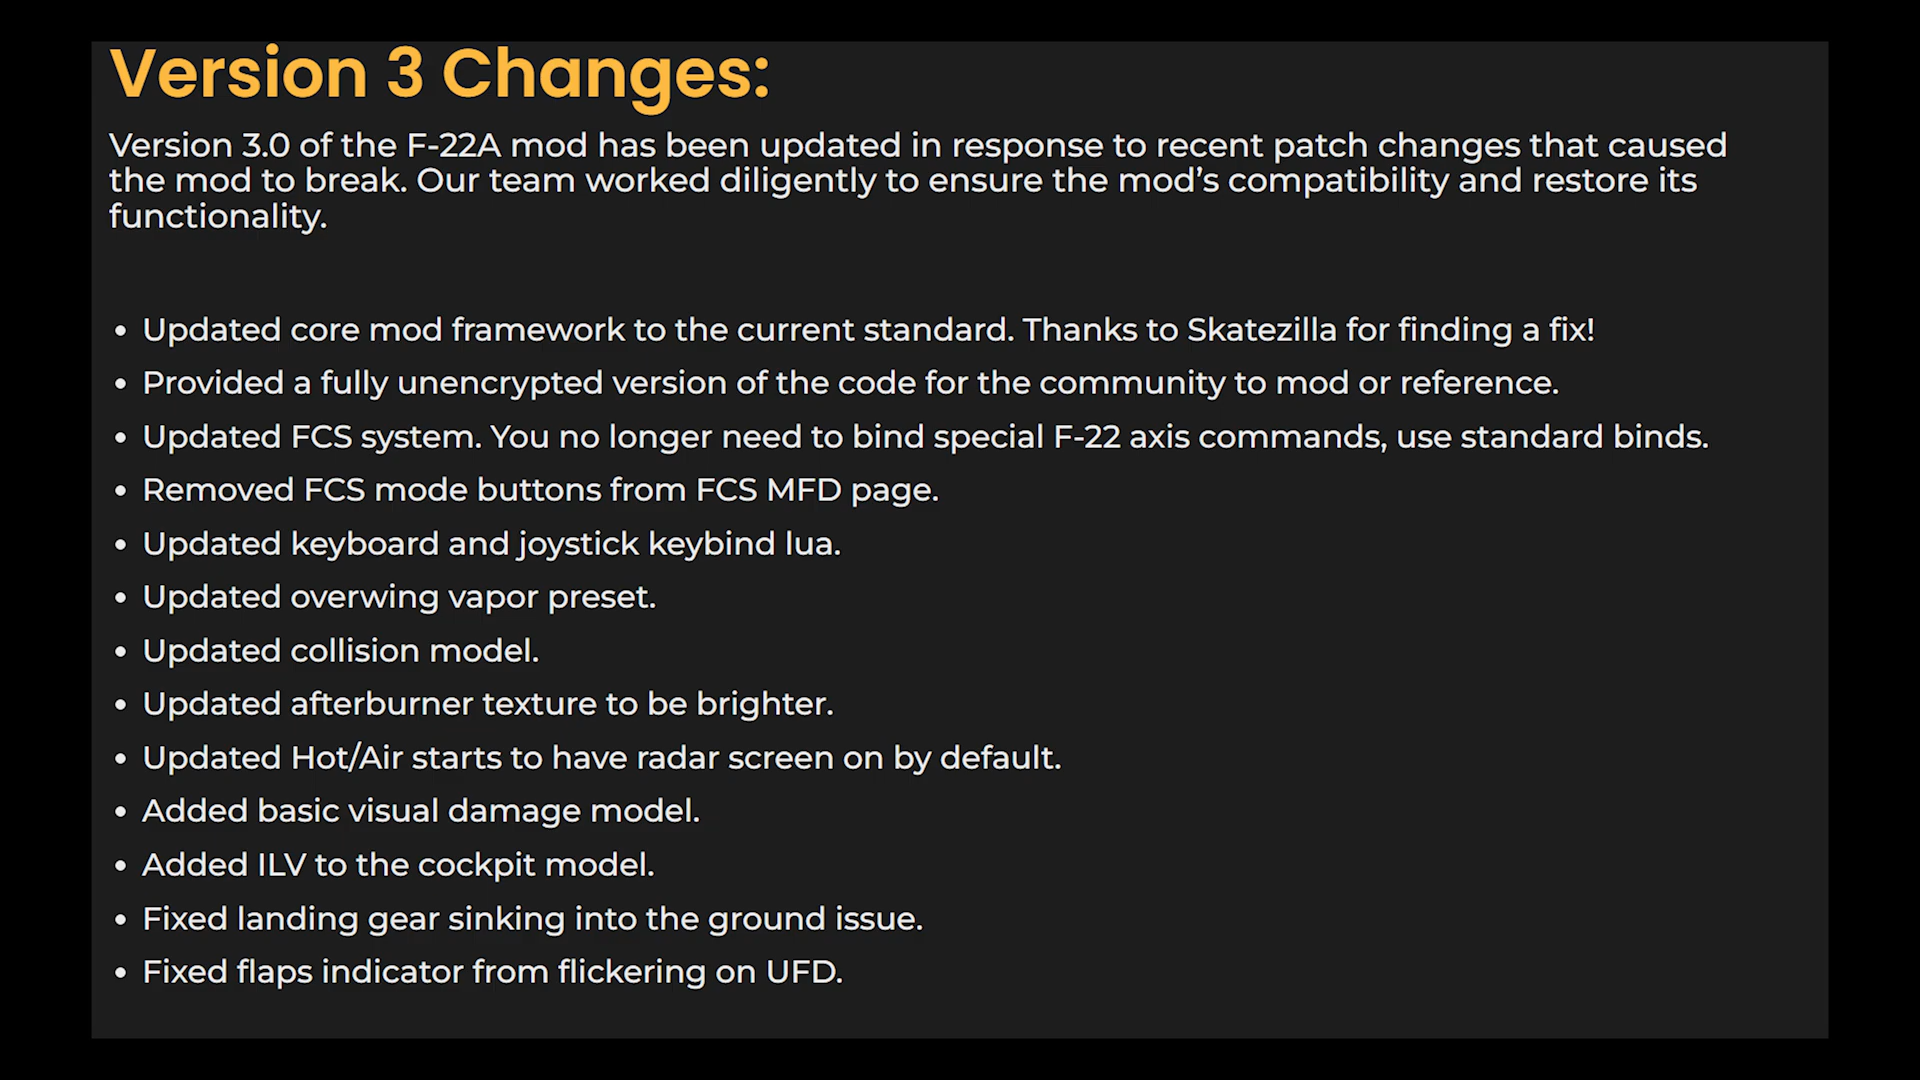 Version 3 Changes:
Version 3.0 of the F-22A mod has been updated in response to recent patch changes that caused
the mod to break. Our team worked diligently to ensure the mod’s compatibility and restore its
functionality.
• Updated core mod framework to the current standard. Thanks to Skatezilla for finding a fix!
• Provided a fully unencrypted version of the code for the community to mod or reference.
• Updated FCS system. You no longer need to bind special F-22 axis commands, use standard binds.
• Removed FCS mode buttons from FCS MFD page.
• Updated keyboard and joystick keybind lua.
• Updated overwing vapor preset.
• Updated collision model.
• Updated afterburner texture to be brighter.
• Updated Hot/Air starts to have radar screen on by default.
• Added basic visual damage model.
• Added ILV to the cockpit model.
• Fixed landing gear sinking into the ground issue.
• Fixed flaps indicator from flickering on UFD.